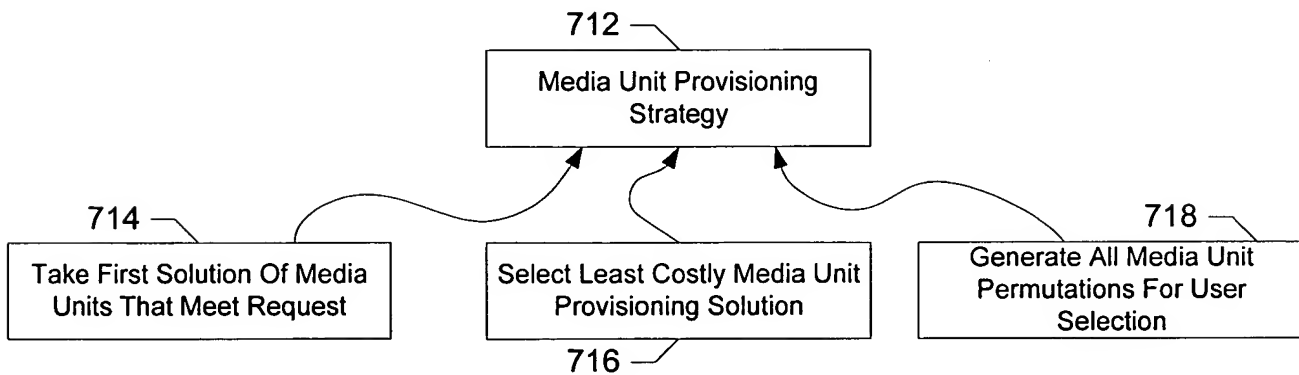 712
Media Unit Provisioning
Strategy
714
718
Take First Solution Of Media
Units That Meet Request
Select Least Costly Media Unit
Provisioning Solution
Generate All Media Unit
Permutations For User
Selection
716